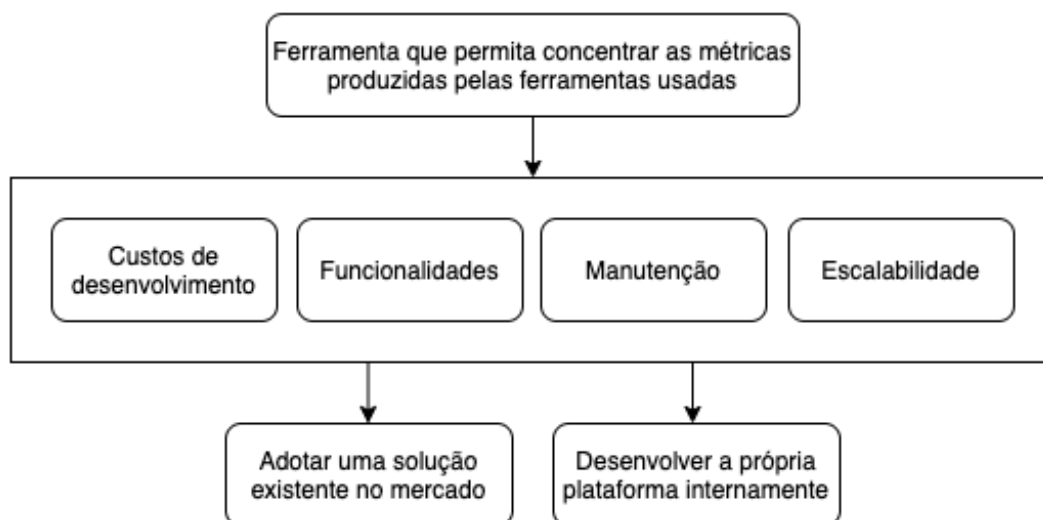 Ferramenta que permita concentrar as métricas
produzidas pelas ferramentas usadas
Custos de
desenvolvimento
Funcionalidades
Manutenção
Escalabilidade
Adotar uma solução
existente no mercado
Desenvolver a própria
plataforma internamente